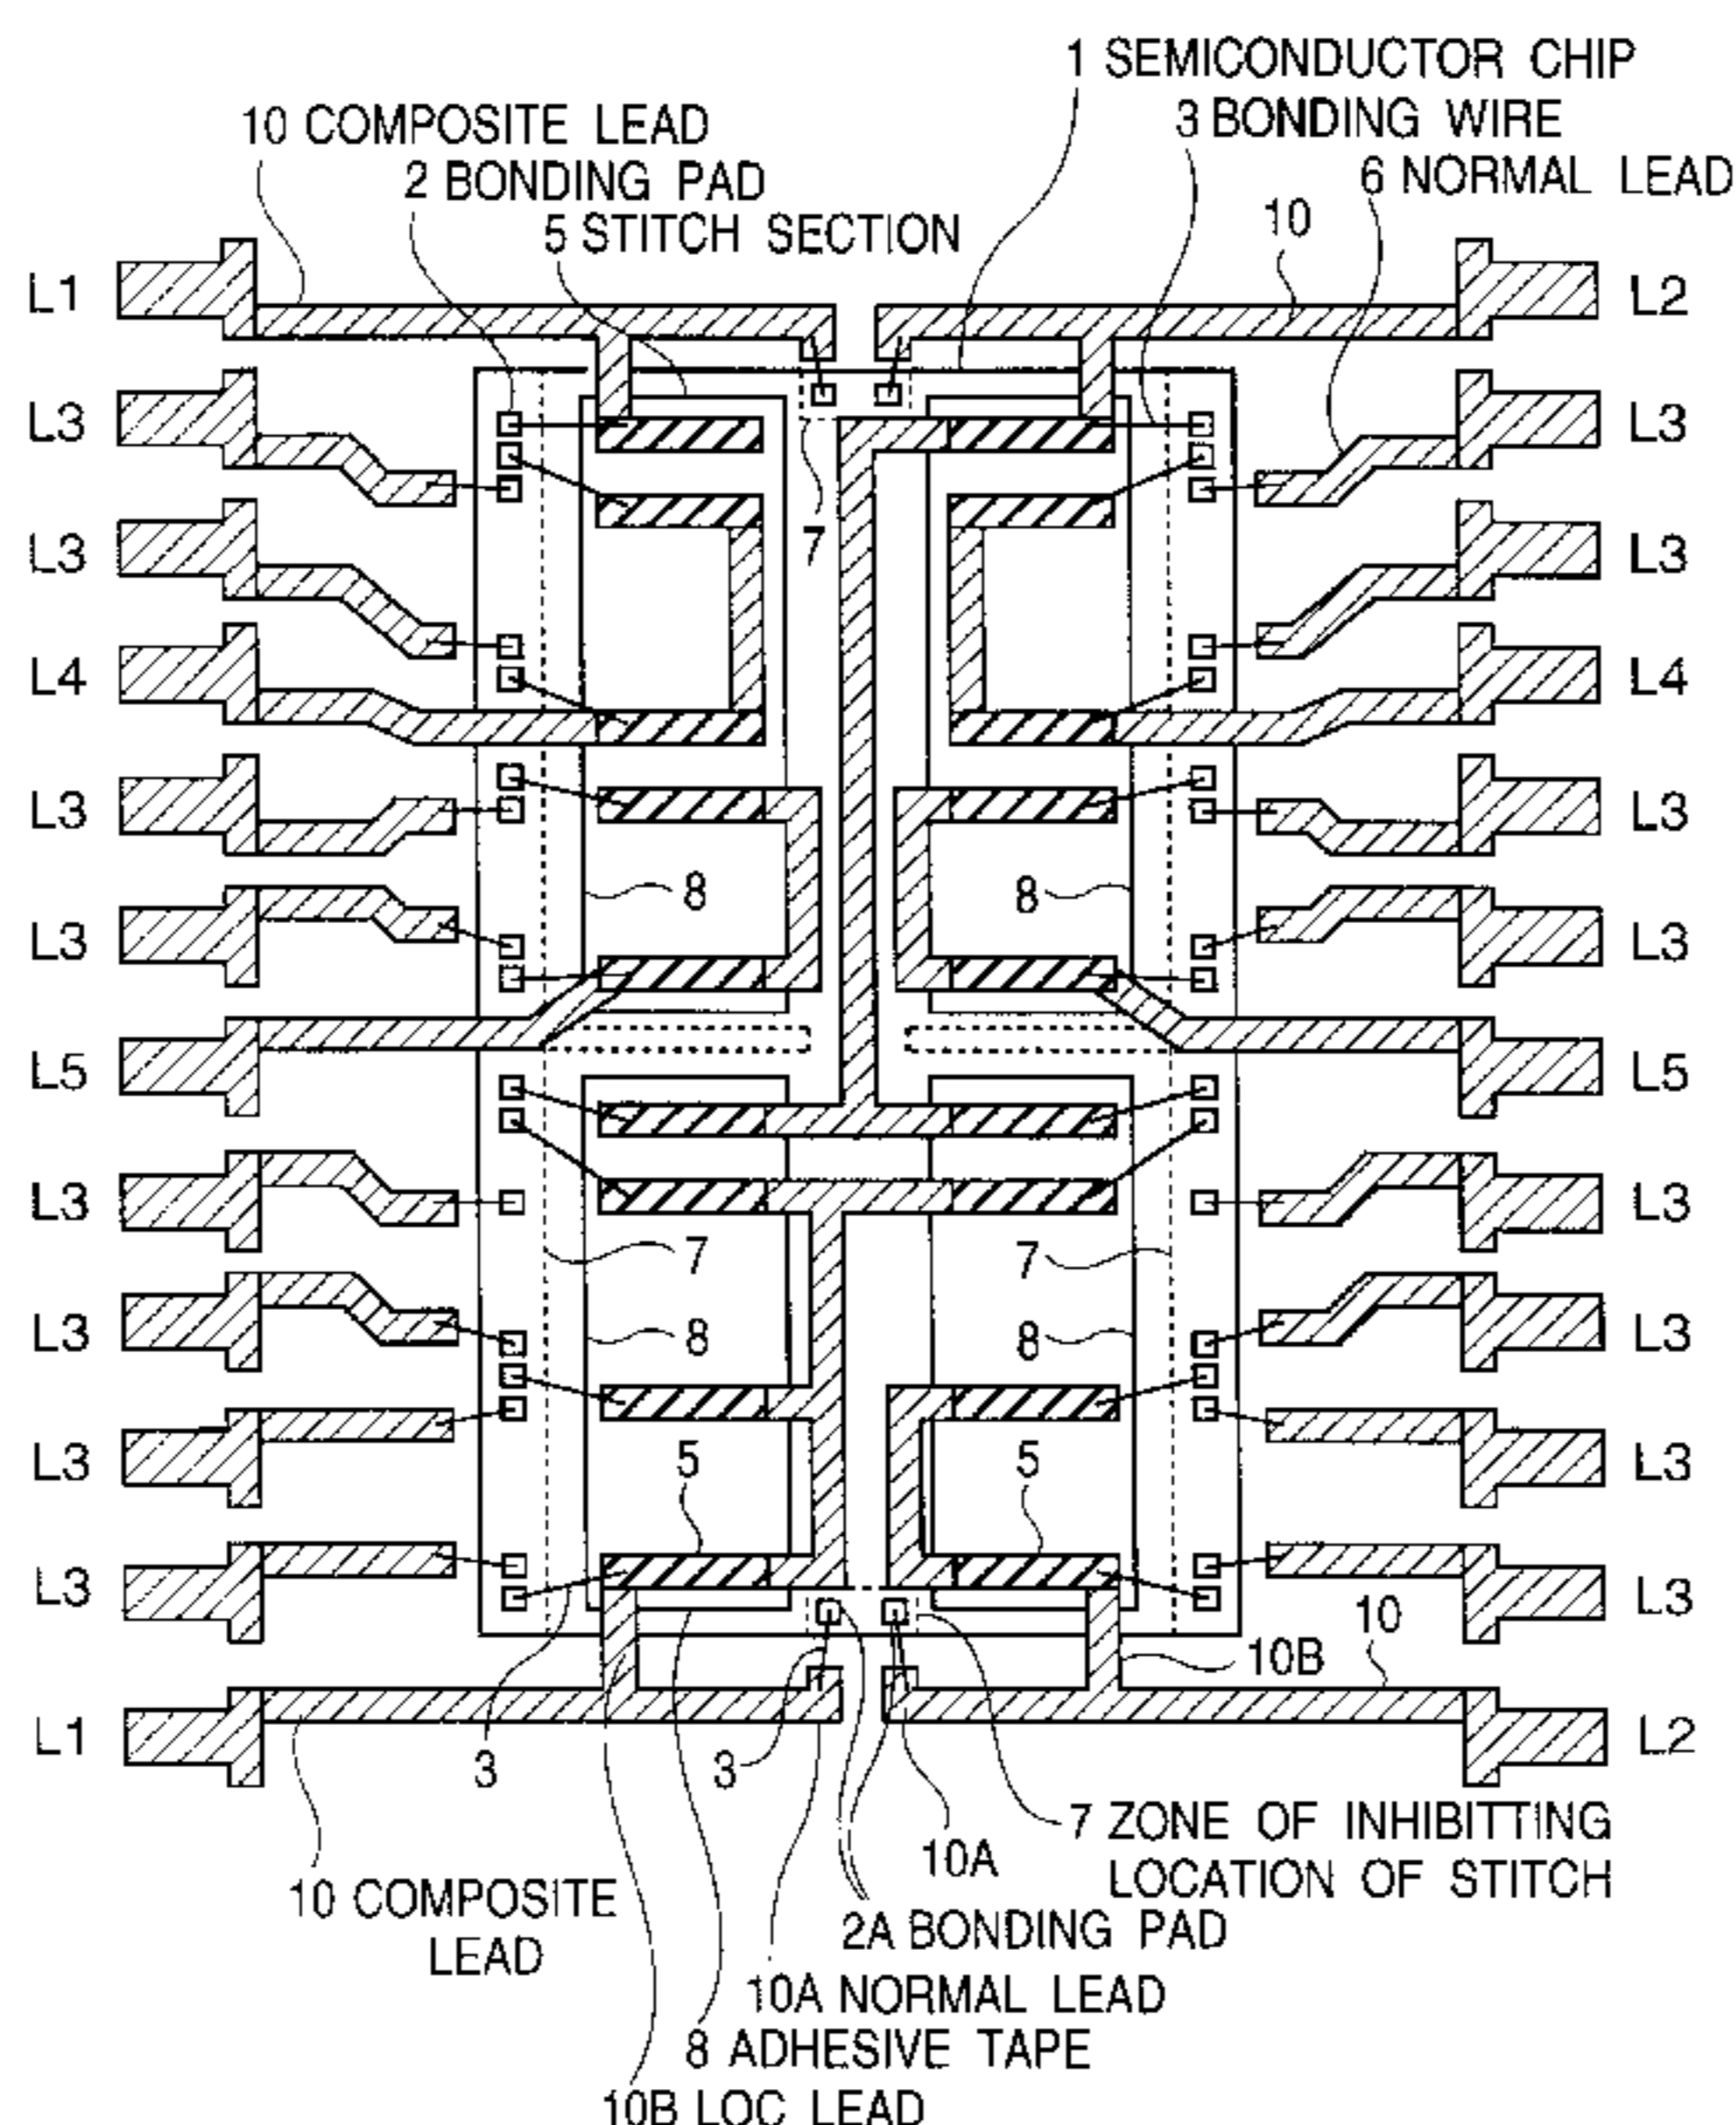 1 SEMICONDUCTOR CHIP
10 COMPOSITE LEAD
3 BONDING WIRE
2 BONDING PAD
6 NORMAL LEAD
5 STITCH SECTION
10
L1
10
L2
L3
L3
7
L3
L3
L4
L4
L3
L3
8
8
L3
L3
L5
L5
L3
L3
7
7
L3
8
8
L3
L3
5
5
L3
L3
L3
10
10B
L1
3
3
L2
7 ZONE OF INHIBITTING
LOCATION OF STITCH
10A
10 COMPOSITE
LEAD
2A BONDING PAD
10A NORMAL LEAD
8 ADHESIVE TAPE
10B LOC LEAD